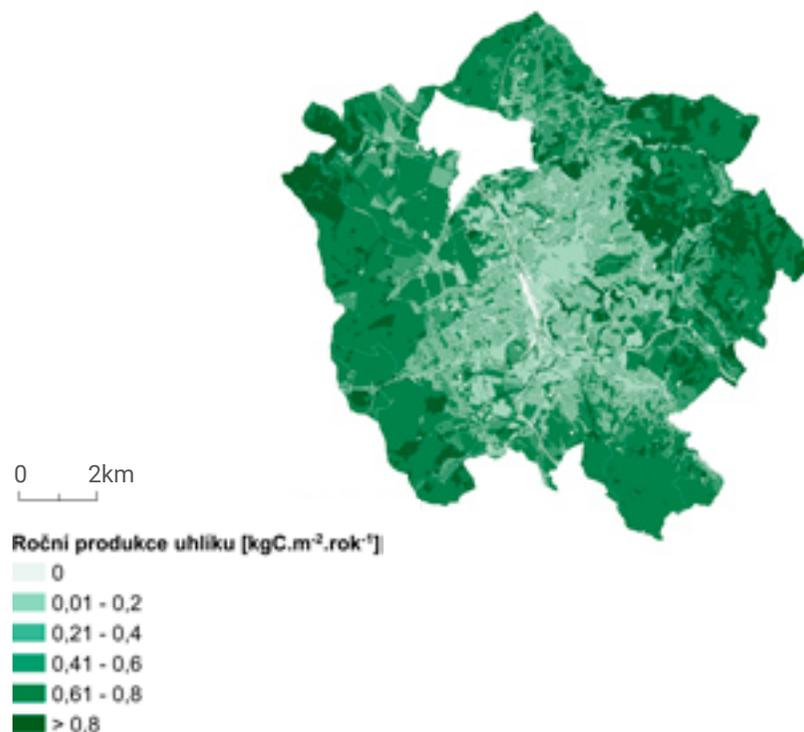 0 2km
Roční produkce uhlíku [kgC.m-2.rok-1]
0
0,01 - 0,2
0,21 - 0,4
0,41 - 0,6
0,61 - 0,8
> 0,8